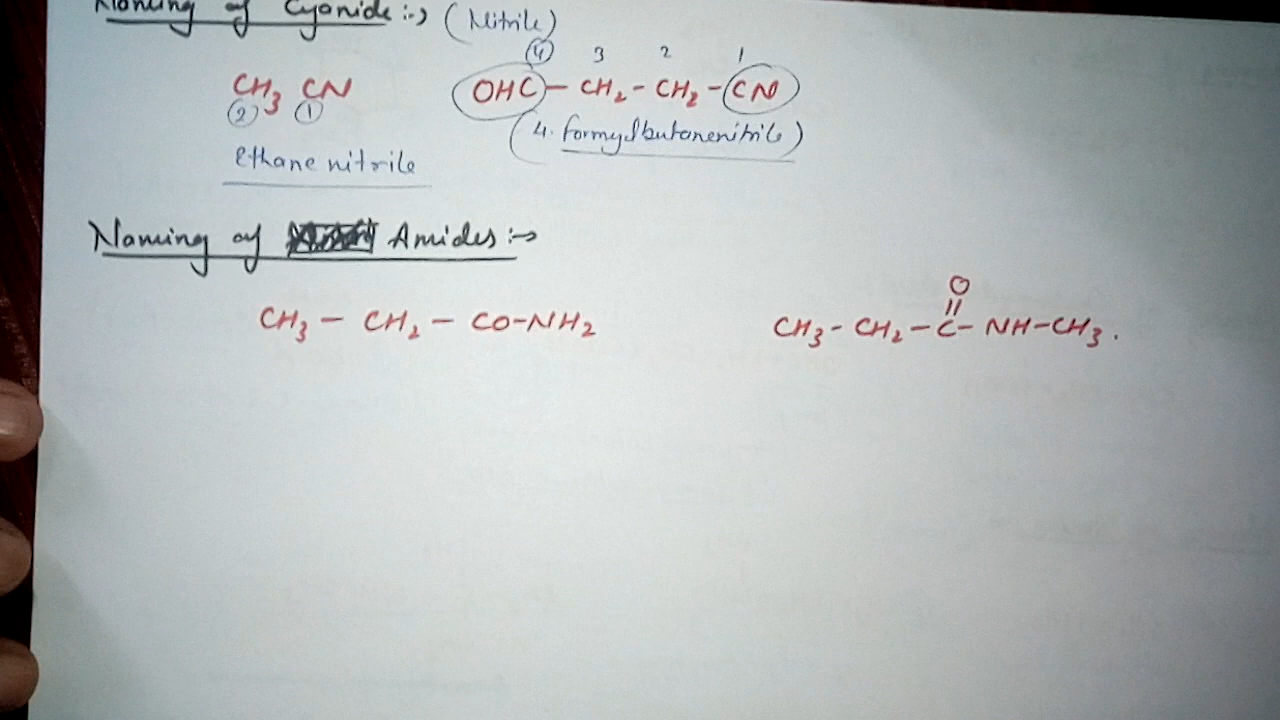 Naming of Cyanide :-> (Nitrile)
④ 3 2 1
CH₃ CN OHC - CH₂ - CH₂ - CN
② ① (4. formylbutanenitrile)
ethane nitrile
Naming of Amides :->
O
CH₃ - CH₂ - CO-NH₂ CH₃ - CH₂ - C - NH - CH₃ .